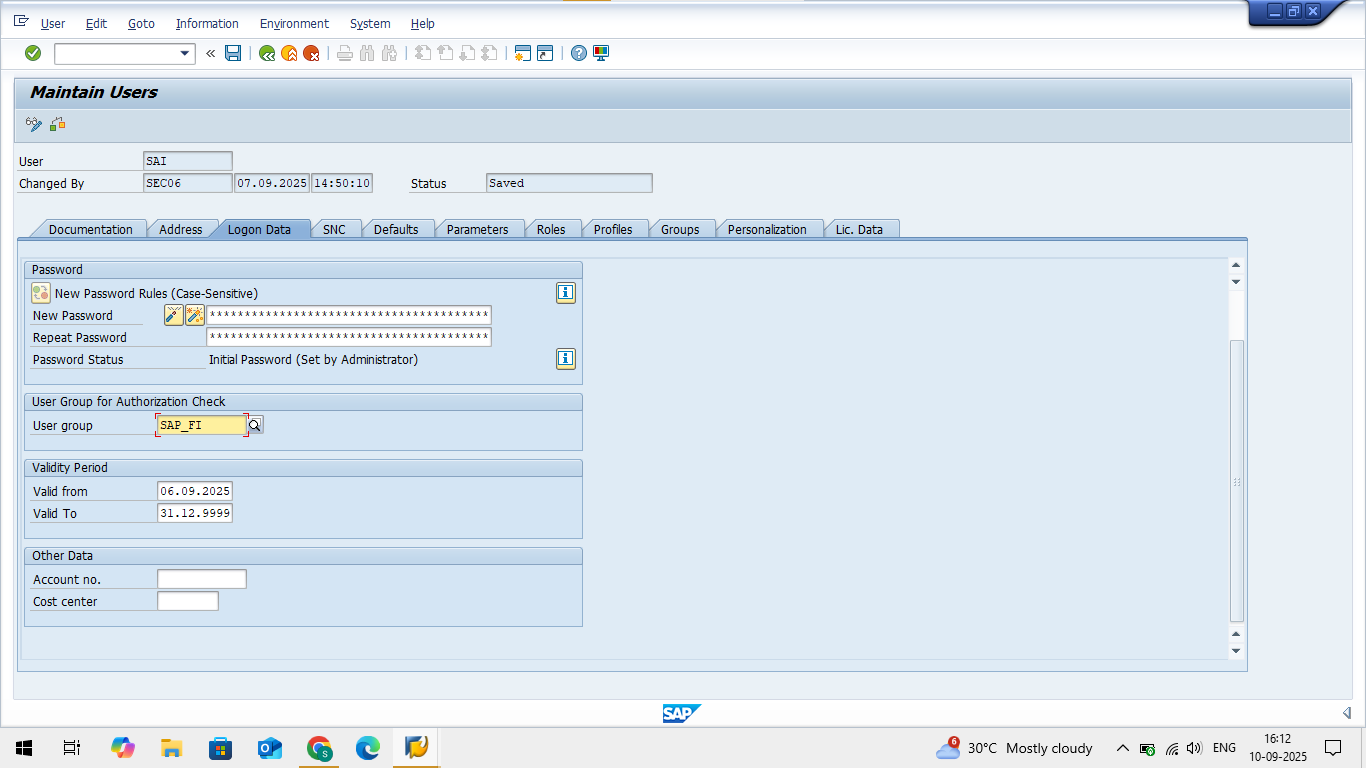 User Edit Goto Information Environment System Help
Maintain Users
User SAI
Changed By SEC06 07.09.2025 14:50:10 Status Saved
Documentation Address Logon Data SNC Defaults Parameters Roles Profiles Groups Personalization Lic. Data
Password
New Password Rules (Case-Sensitive)
New Password ****************************************
Repeat Password ****************************************
Password Status Initial Password (Set by Administrator)
User Group for Authorization Check
User group SAP_FI
Validity Period
Valid from 06.09.2025
Valid To 31.12.9999
Other Data
Account no.
Cost center
SAP
6 30°C Mostly cloudy ENG 16:12
10-09-2025